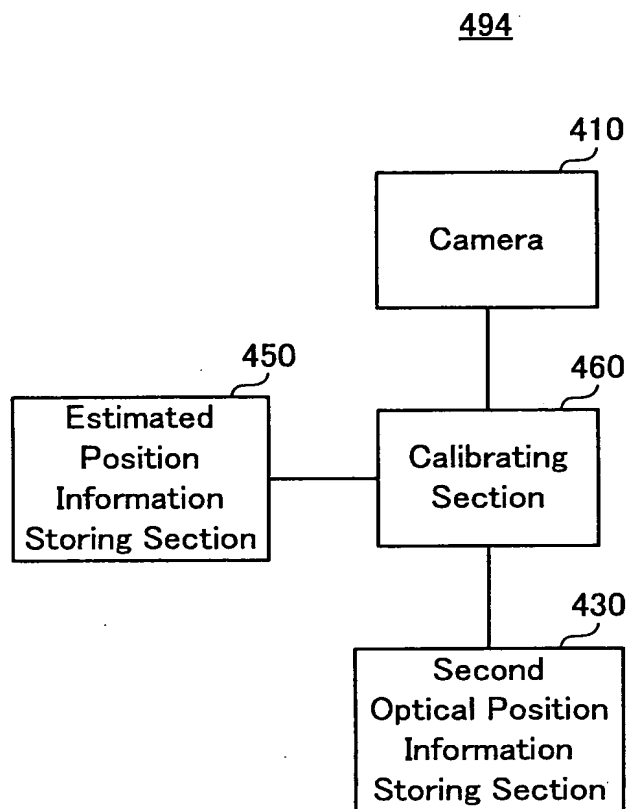 494
410
Camera
450
Estimated
Position
Information
Storing Section
460
Calibrating
Section
430
Second
Optical Position
Information
Storing Section